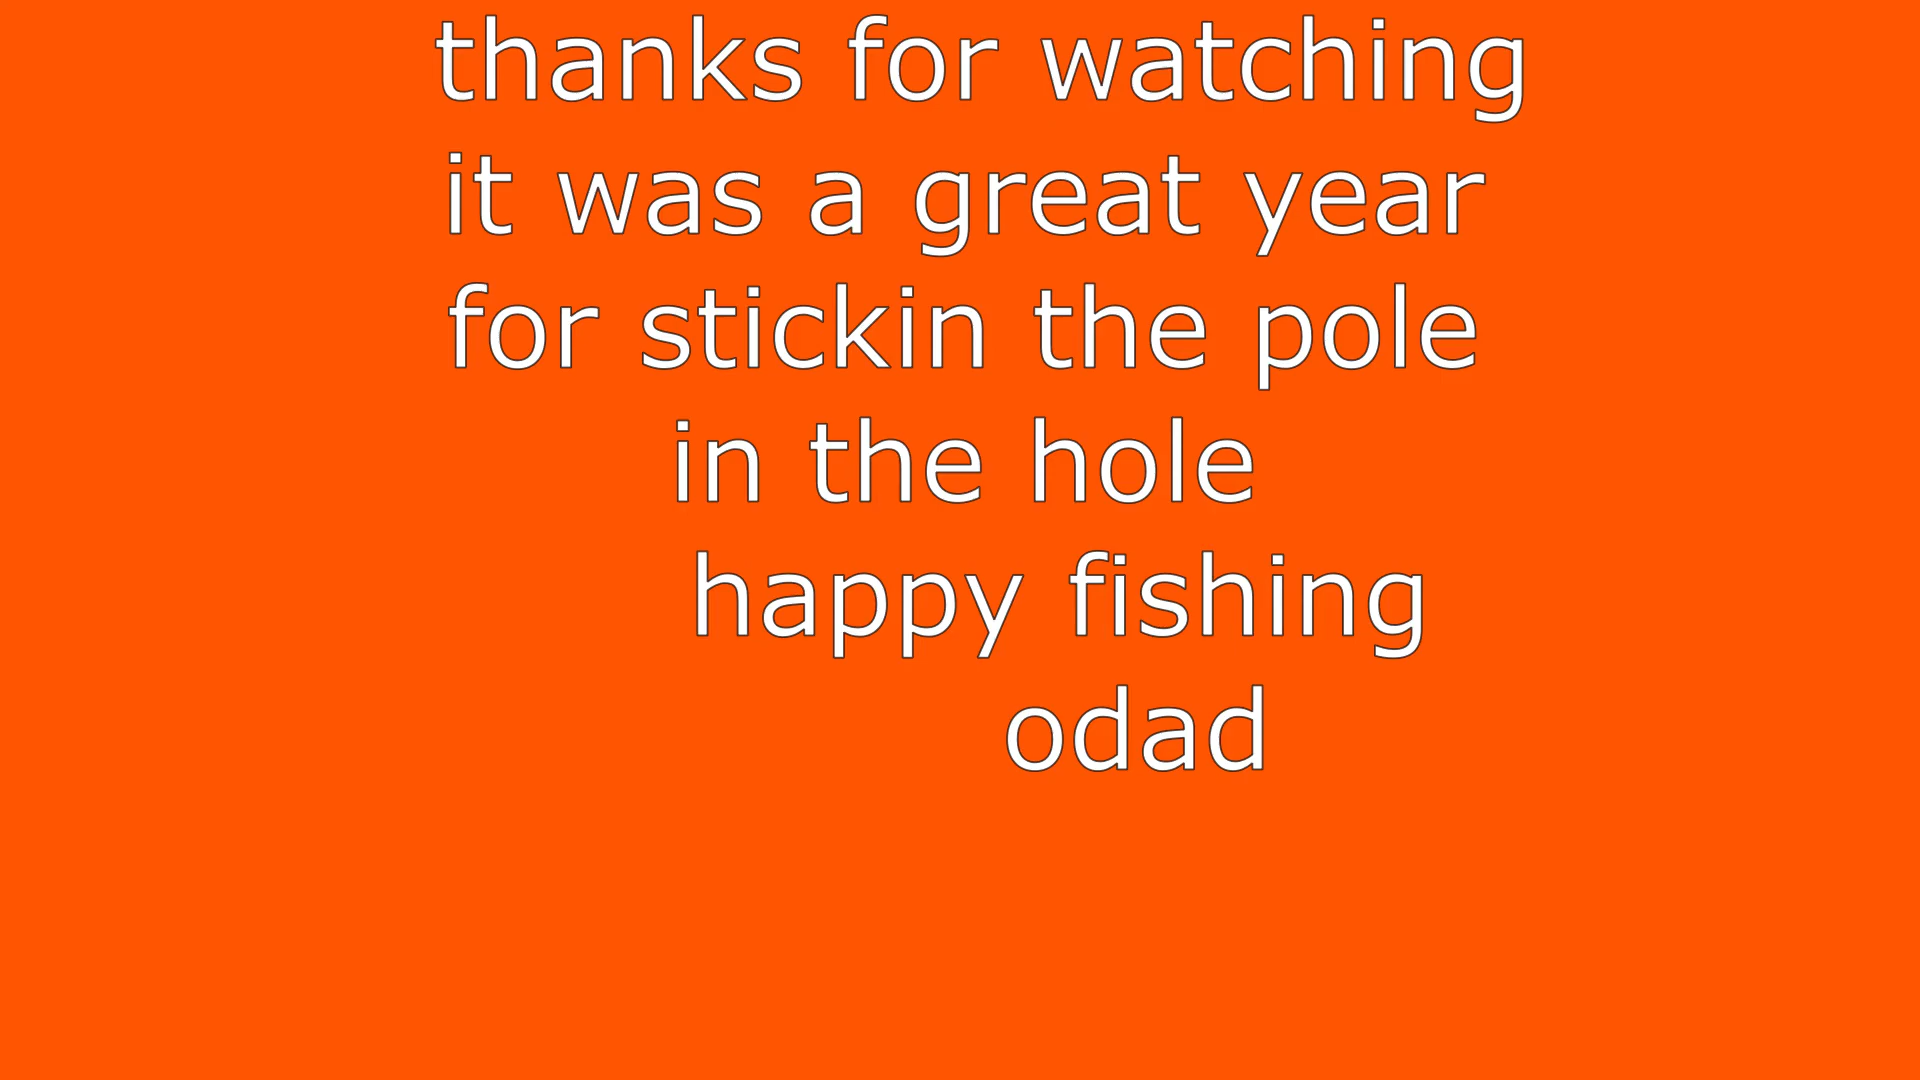 thanks for watching
it was a great year
for stickin the pole
in the hole
happy fishing
odad